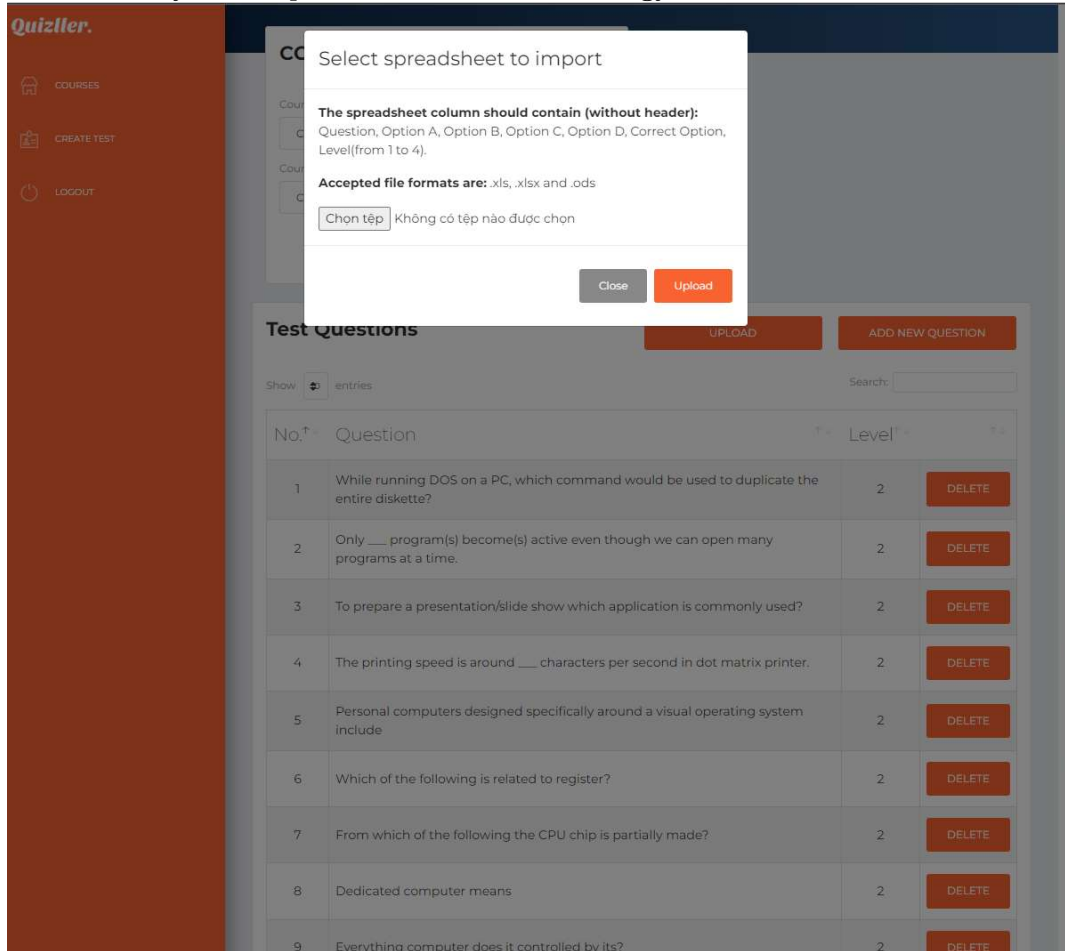 Quizller.
COURSES
CREATE TEST
LOGOUT
CO
Cour
C
Cour
C
Select spreadsheet to import
The spreadsheet column should contain (without header):
Question, Option A, Option B, Option C, Option D, Correct Option,
Level(from 1 to 4).
Accepted file formats are: .xls, .xlsx and .ods
Chọn tệp Không có tệp nào được chọn
Close Upload
Test Questions UPLOAD ADD NEW QUESTION
Show entries Search:
No. Question Level
1 While running DOS on a PC, which command would be used to duplicate the
entire diskette? 2 DELETE
2 Only ___ program(s) become(s) active even though we can open many
programs at a time. 2 DELETE
3 To prepare a presentation/slide show which application is commonly used? 2 DELETE
4 The printing speed is around ___ characters per second in dot matrix printer. 2 DELETE
5 Personal computers designed specifically around a visual operating system
include 2 DELETE
6 Which of the following is related to register? 2 DELETE
7 From which of the following the CPU chip is partially made? 2 DELETE
8 Dedicated computer means 2 DELETE
9 Everything computer does it controlled by its? 2 DELETE